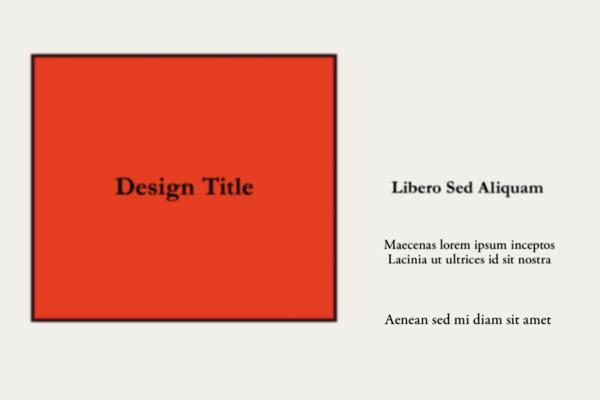 Design Title
Libero Sed Aliquam
Maecenas lorem ipsum inceptos
Lacinia ut ultrices id sit nostra
Aenean sed mi diam sit amet